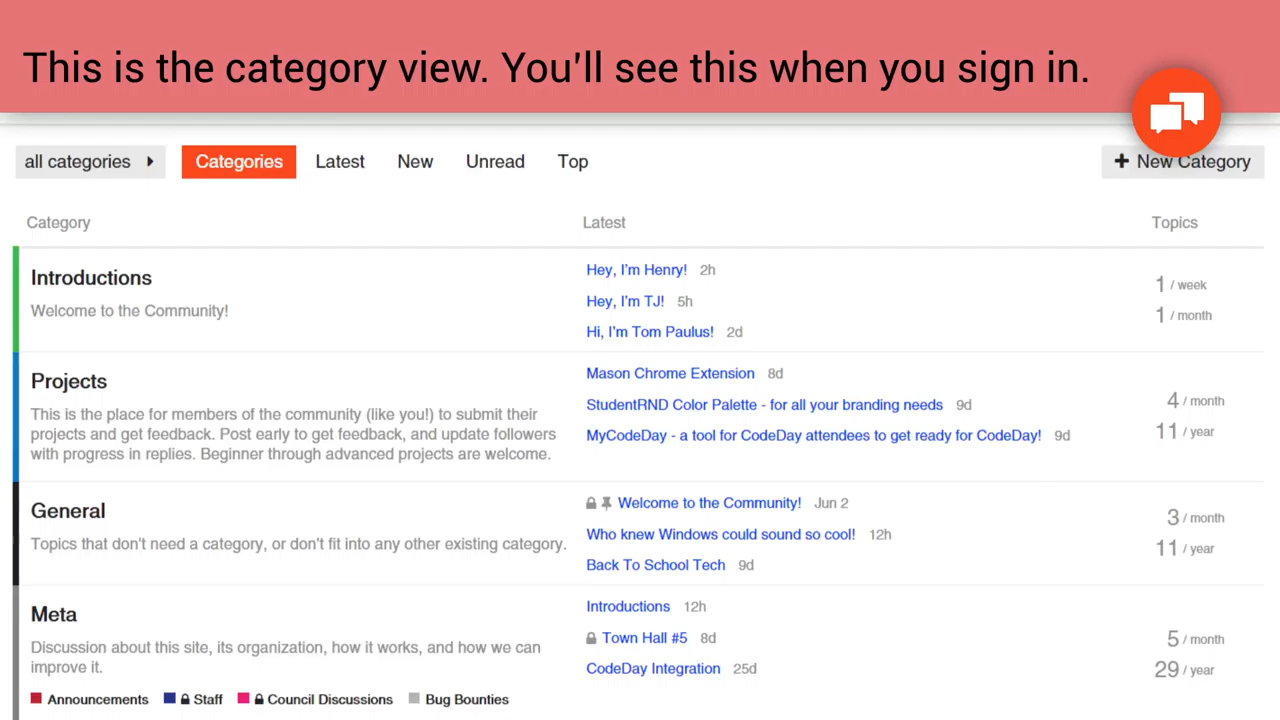 This is the category view. You'll see this when you sign in.
all categories Categories Latest New Unread Top + New Category
Category Latest Topics
Introductions
Welcome to the Community!
Hey, I'm Henry! 2h
Hey, I'm TJ! 5h
Hi, I'm Tom Paulus! 2d
1 / week
1 / month
Projects
This is the place for members of the community (like you!) to submit their
projects and get feedback. Post early to get feedback, and update followers
with progress in replies. Beginner through advanced projects are welcome.
Mason Chrome Extension 8d
StudentRND Color Palette - for all your branding needs 9d
MyCodeDay - a tool for CodeDay attendees to get ready for CodeDay! 9d
4 / month
11 / year
General
Topics that don't need a category, or don't fit into any other existing category.
Welcome to the Community! Jun 2
Who knew Windows could sound so cool! 12h
Back To School Tech 9d
3 / month
11 / year
Meta
Discussion about this site, its organization, how it works, and how we can
improve it.
Announcements Staff Council Discussions Bug Bounties
Introductions 12h
Town Hall #5 8d
CodeDay Integration 25d
5 / month
29 / year